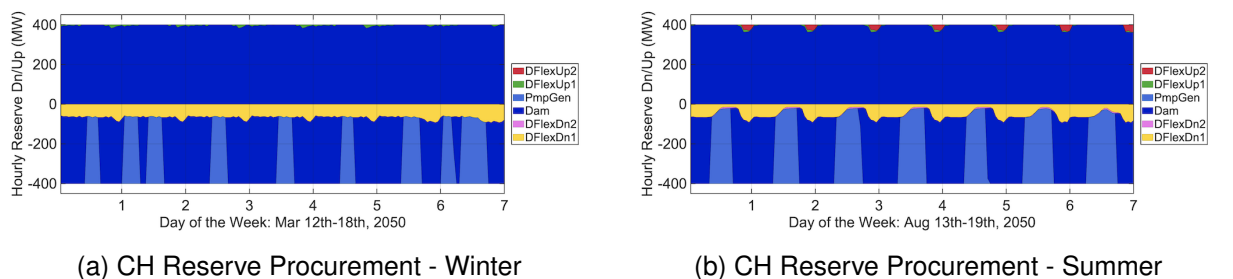 Hourly Reserve Dn/Up (MW)
400
200
0
-200
-400
1 2 3 4 5 6 7
Day of the Week: Mar 12th-18th, 2050
DFlexUp2
DFlexUp1
PmpGen
Dam
DFlexDn2
DFlexDn1
(a) CH Reserve Procurement - Winter
Hourly Reserve Dn/Up (MW)
400
200
0
-200
-400
1 2 3 4 5 6 7
Day of the Week: Aug 13th-19th, 2050
DFlexUp2
DFlexUp1
PmpGen
Dam
DFlexDn2
DFlexDn1
(b) CH Reserve Procurement - Summer